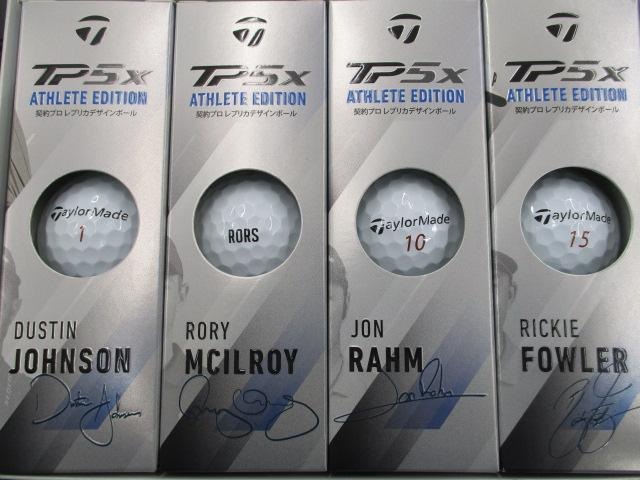 TP5x
ATHLETE EDITION
契約プロ レプリカデザインボール
TaylorMade
1
DUSTIN
JOHNSON
TP5x
ATHLETE EDITION
契約プロ レプリカデザインボール
RORS
RORY
MCILROY
TP5x
ATHLETE EDITION
契約プロ レプリカデザインボール
TaylorMade
10
JON
RAHM
TP5x
ATHLETE EDITION
契約プロ レプリカデザインボール
TaylorMade
15
RICKIE
FOWLER